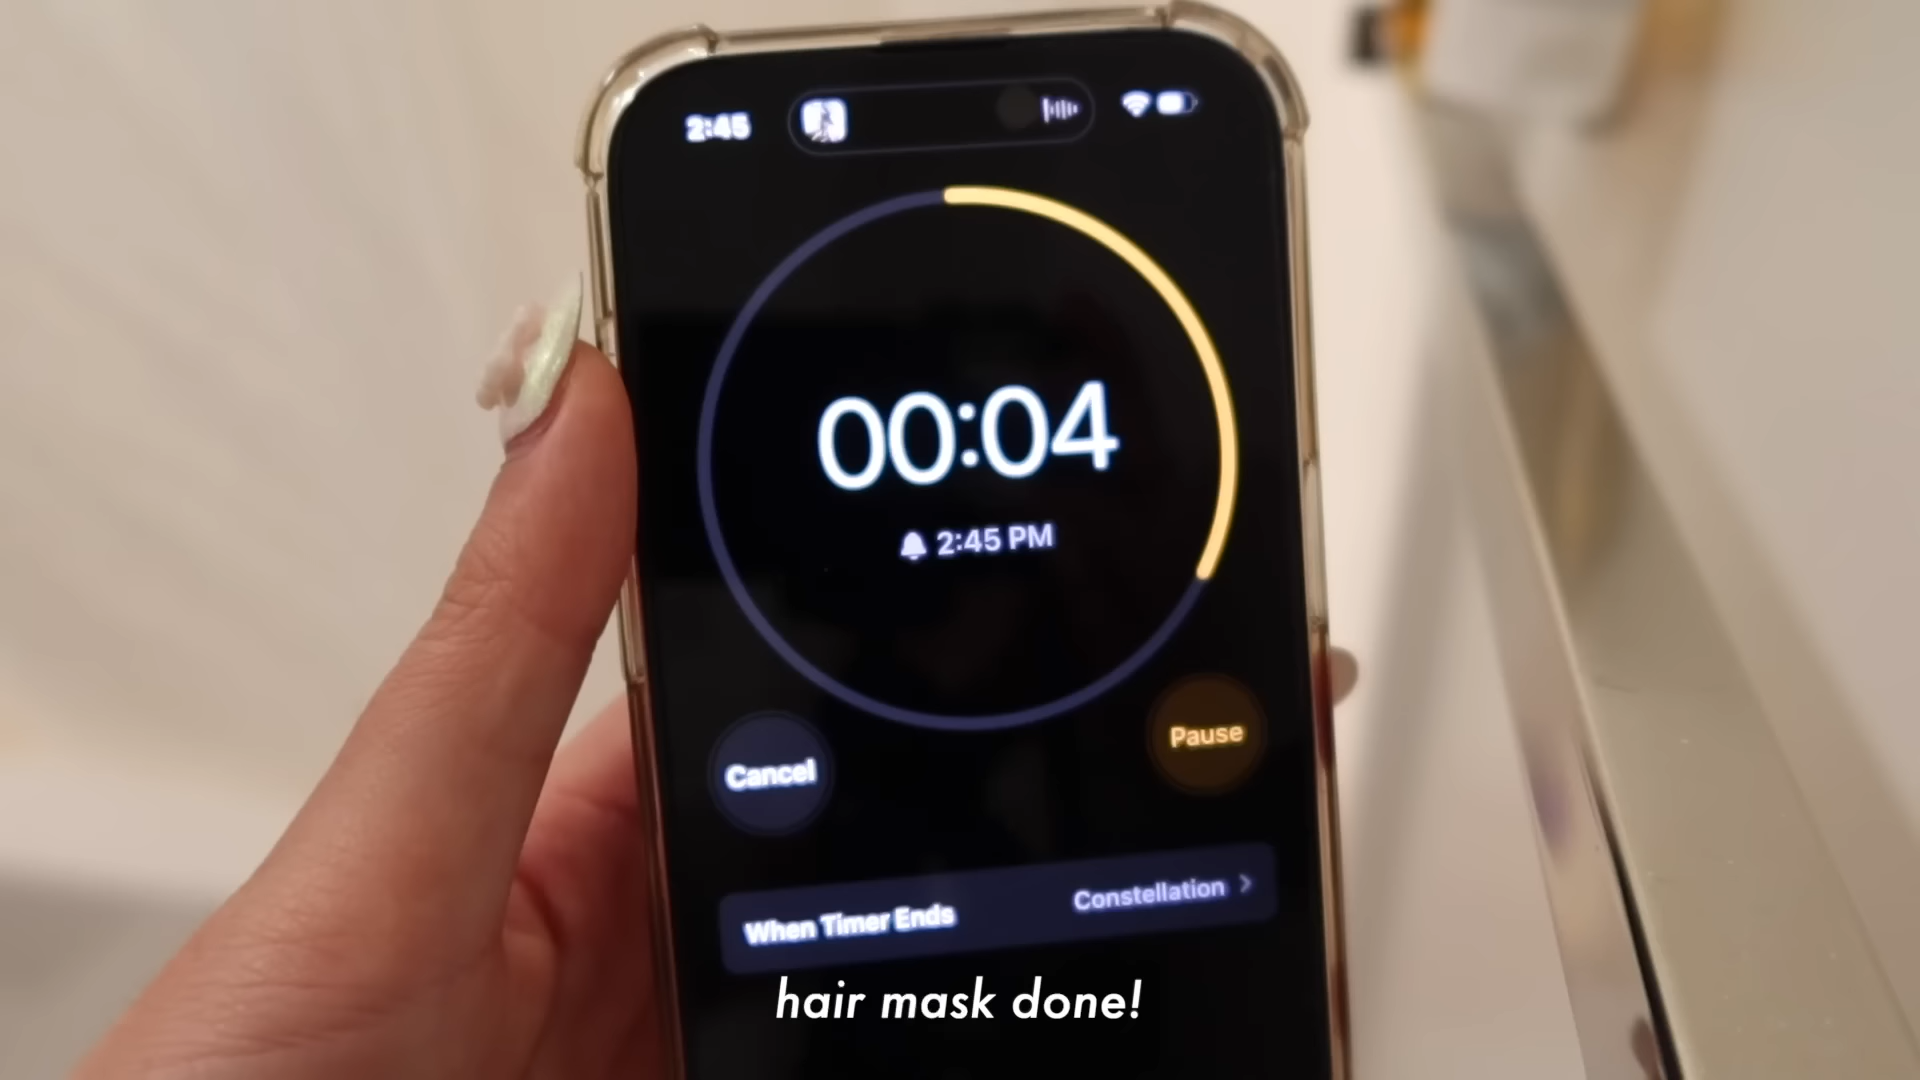 2:45
00:04
2:45 PM
Cancel
Pause
When Timer Ends
Constellation
hair mask done!